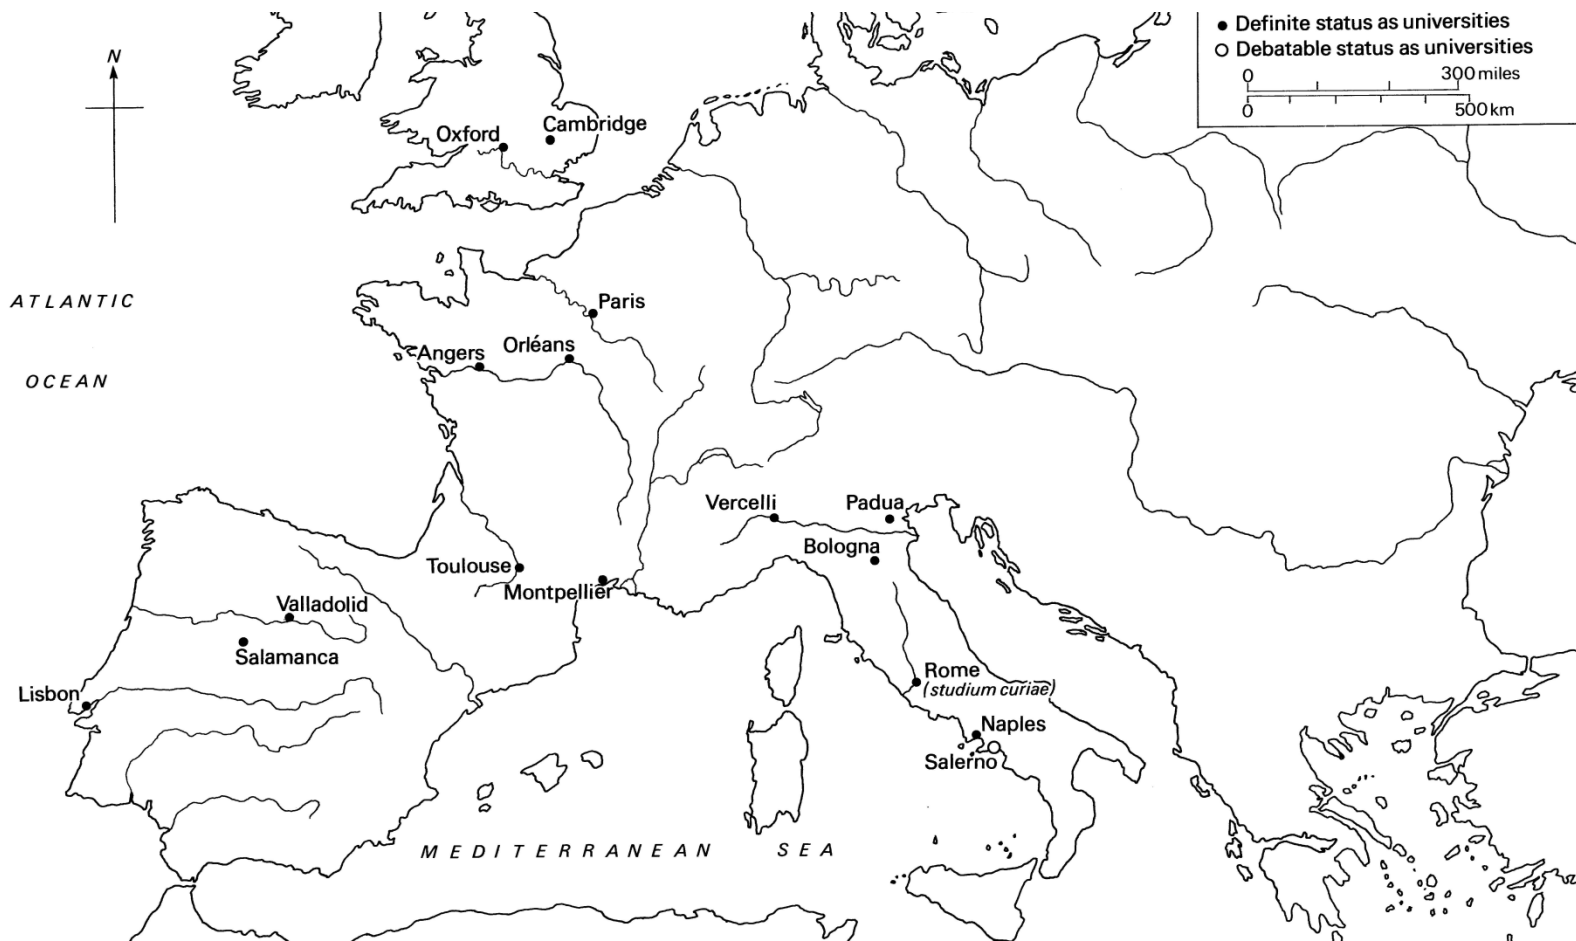 Definite status as universities
Debatable status as universities
N
0 300 miles
0 500 km
Cambridge
Oxford
ATLANTIC
OCEAN
Paris
Orléans
Angers
Vercelli
Padua
Bologna
Toulouse
Montpellier
Valladolid
Salamanca
Lisbon
Rome
(studium curiae)
Naples
Salerno
MEDITERRANEAN SEA